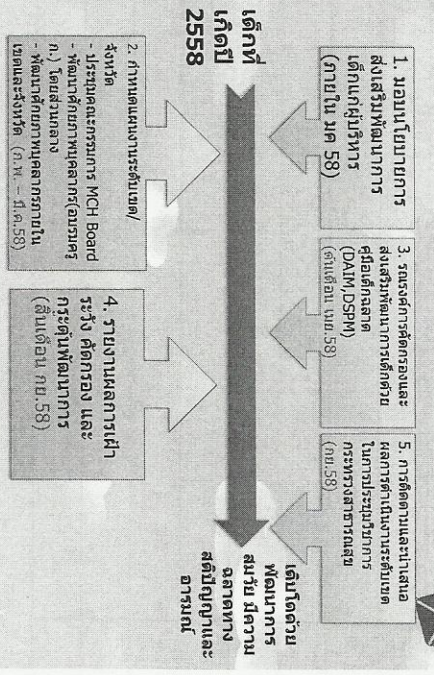 เด็กที่
เกิดปี
2558
1. มอบนโยบายการ
ส่งเสริมพัฒนาการ
เด็กแก่ผู้บริหาร
(ภายใน มค 58)
2. กำหนดแผนงานระดับเขต/
จังหวัด
- ประชุมคณะกรรมการ MCH Board
- พัฒนาศักยภาพบุคลากร(อบรมครู
ก.) โดยส่วนกลาง
- พัฒนาศักยภาพบุคลากรภายใน
เขตและจังหวัด (ก.พ. – มี.ค.58)
3. รณรงค์การคัดกรองและ
ส่งเสริมพัฒนาการเด็กด้วย
คู่มือเด็กฉลาด
(DAIM,DSPM)
(ต้นเดือน เมย.58)
4. รายงานผลการเฝ้า
ระวัง คัดกรอง และ
กระตุ้นพัฒนาการ
(สิ้นเดือน กย.58)
5. การติดตามและนำเสนอ
ผลการดำเนินงานระดับเขต
ในการประชุมวิชาการ
กระทรวงสาธารณสุข
(กย.58)
เติบโตด้วย
พัฒนาการ
สมวัย มีความ
ฉลาดทาง
สติปัญญาและ
อารมณ์